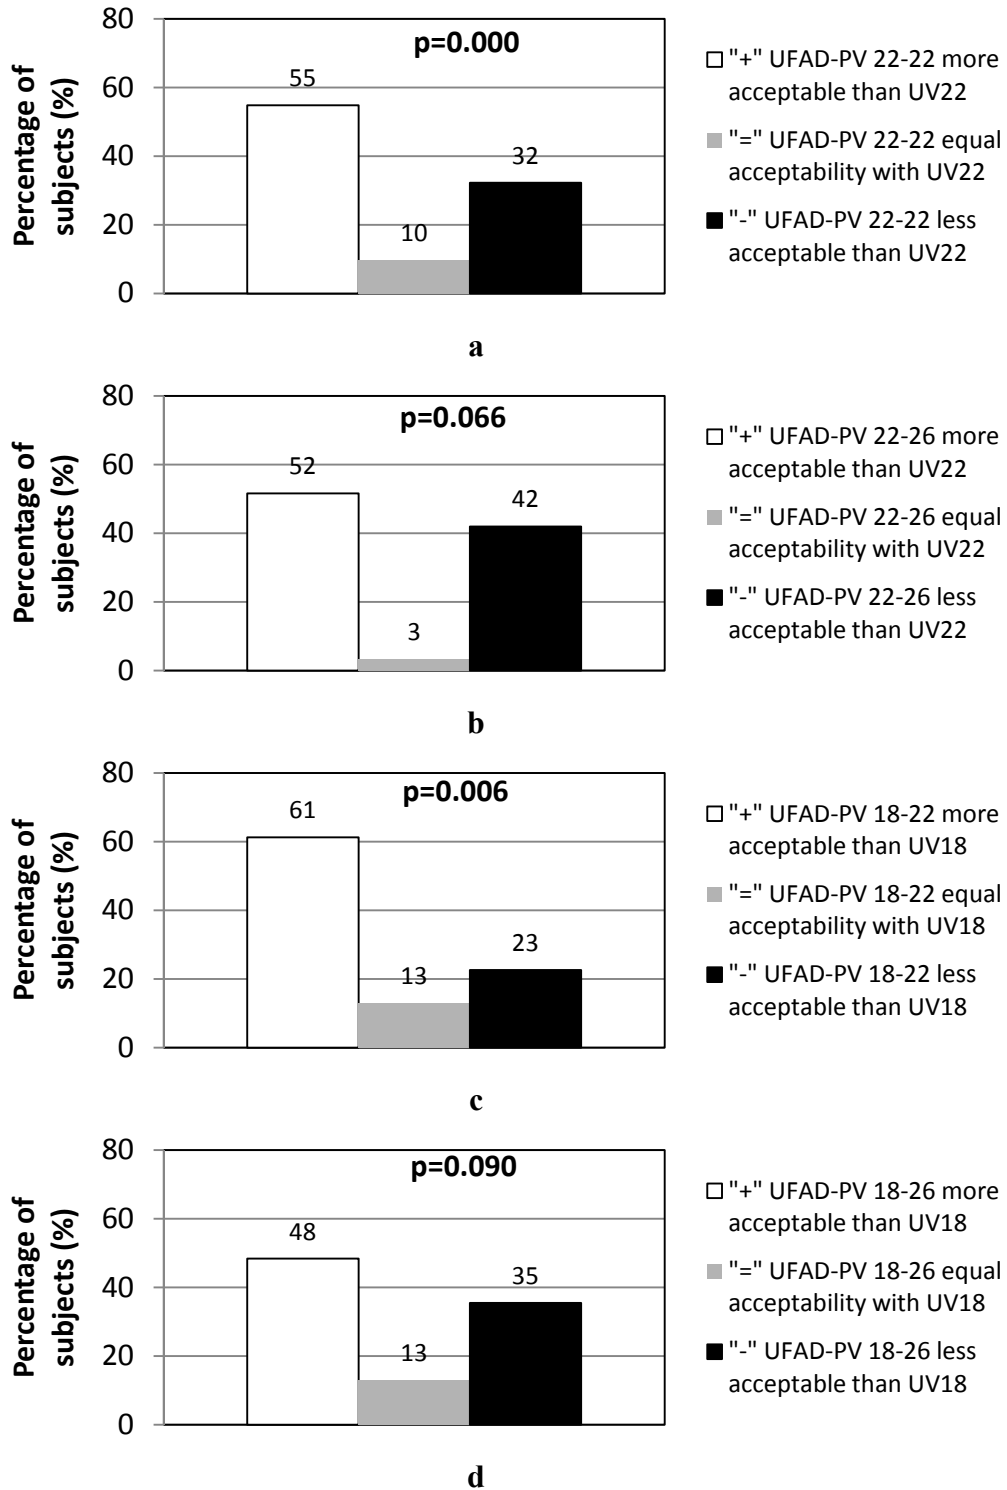 80
60
40
20
0
Percentage of
subjects (%)
p=0.000
55
10
32
"+" UFAD-PV 22-22 more
acceptable than UV22
"=" UFAD-PV 22-22 equal
acceptability with UV22
"-" UFAD-PV 22-22 less
acceptable than UV22
a
80
60
40
20
0
Percentage of
subjects (%)
p=0.066
52
3
42
"+" UFAD-PV 22-26 more
acceptable than UV22
"=" UFAD-PV 22-26 equal
acceptability with UV22
"-" UFAD-PV 22-26 less
acceptable than UV22
b
80
60
40
20
0
Percentage of
subjects (%)
p=0.006
61
13
23
"+" UFAD-PV 18-22 more
acceptable than UV18
"=" UFAD-PV 18-22 equal
acceptability with UV18
"-" UFAD-PV 18-22 less
acceptable than UV18
c
80
60
40
20
0
Percentage of
subjects (%)
p=0.090
48
13
35
"+" UFAD-PV 18-26 more
acceptable than UV18
"=" UFAD-PV 18-26 equal
acceptability with UV18
"-" UFAD-PV 18-26 less
acceptable than UV18
d